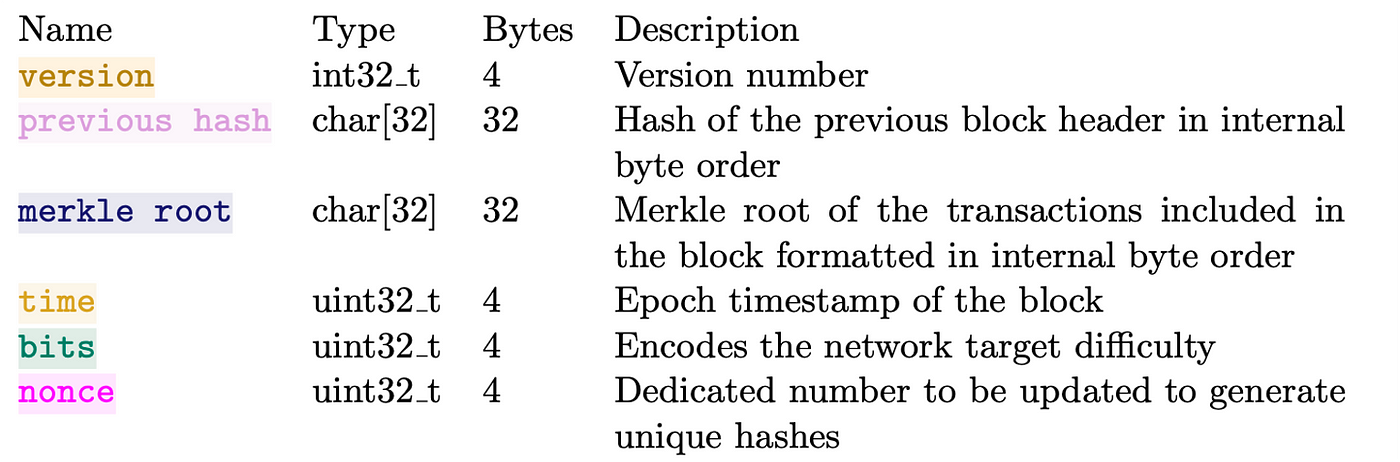 Name Type Bytes Description
version int32_t 4 Version number
previous hash char[32] 32 Hash of the previous block header in internal
byte order
merkle root char[32] 32 Merkle root of the transactions included in
the block formatted in internal byte order
time uint32_t 4 Epoch timestamp of the block
bits uint32_t 4 Encodes the network target difficulty
nonce uint32_t 4 Dedicated number to be updated to generate
unique hashes